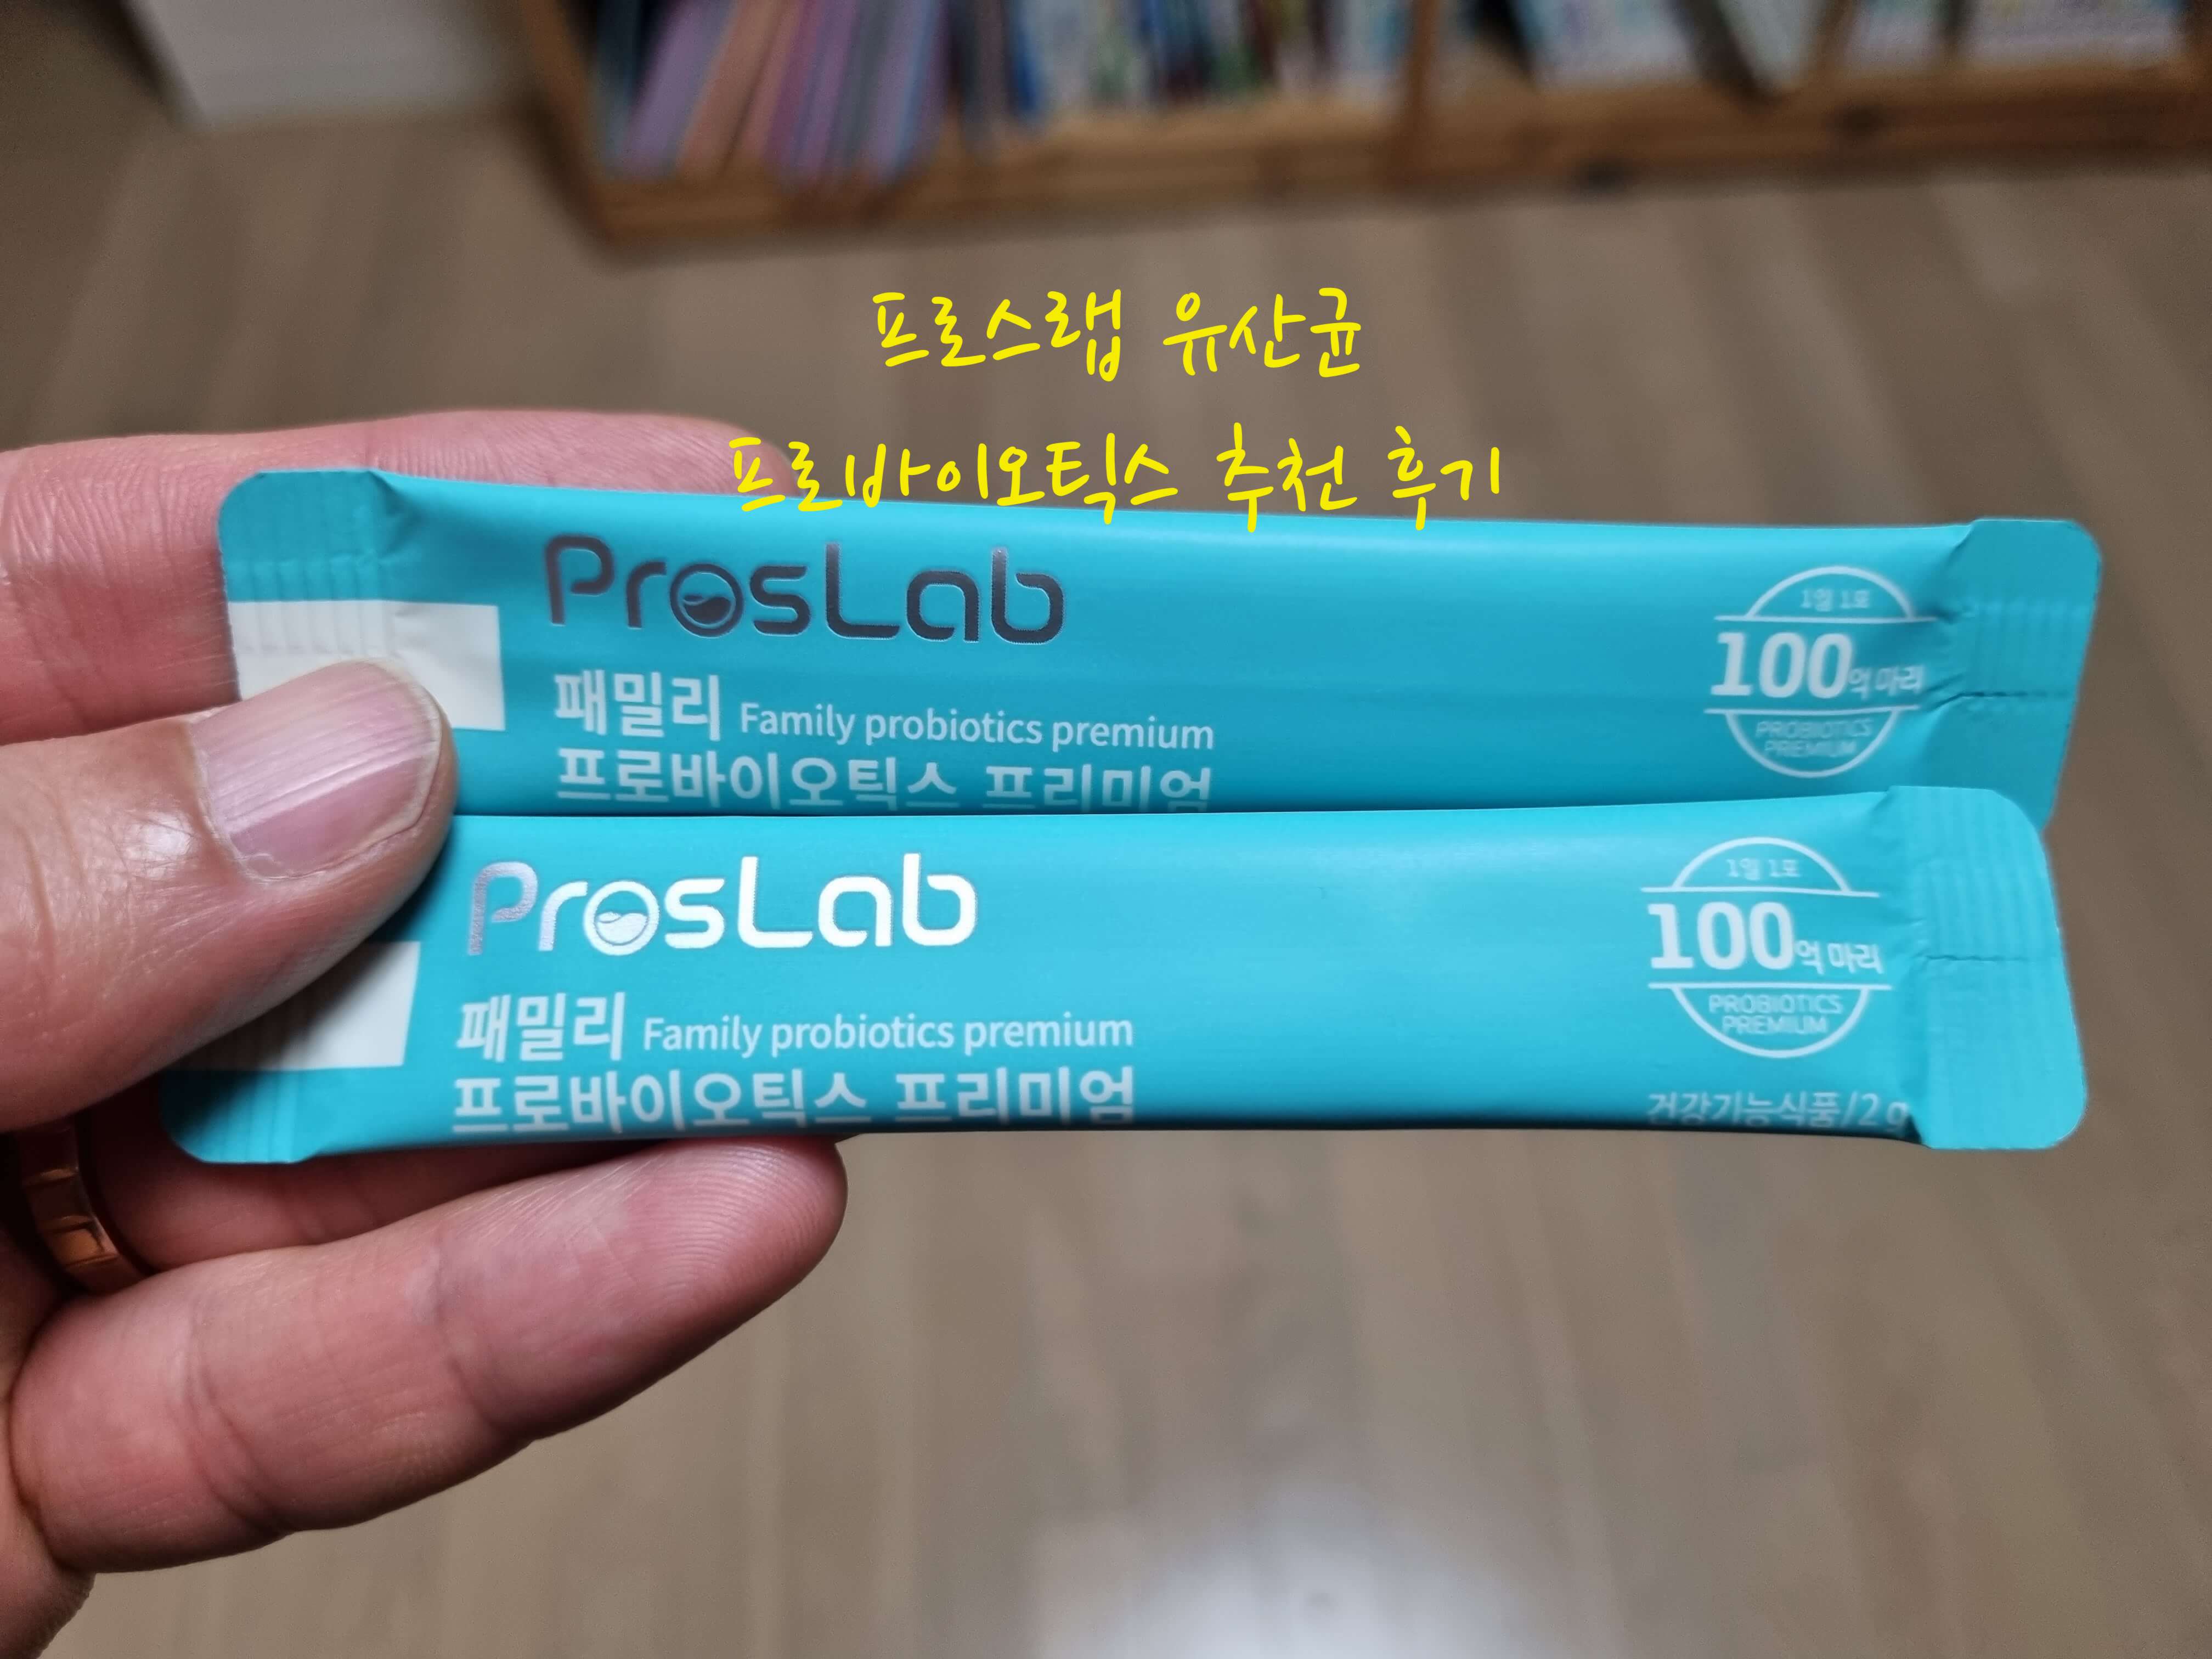 프로스랩 유산균
프로바이오틱스 추천 후기
ProsLab
패밀리 Family probiotics premium
프로바이오틱스 프리미엄
1일 1포
100억 마리
PROBIOTICS
PREMIUM
ProsLab
패밀리 Family probiotics premium
프로바이오틱스 프리미엄
1일 1포
100억 마리
PROBIOTICS
PREMIUM
건강기능식품/2g